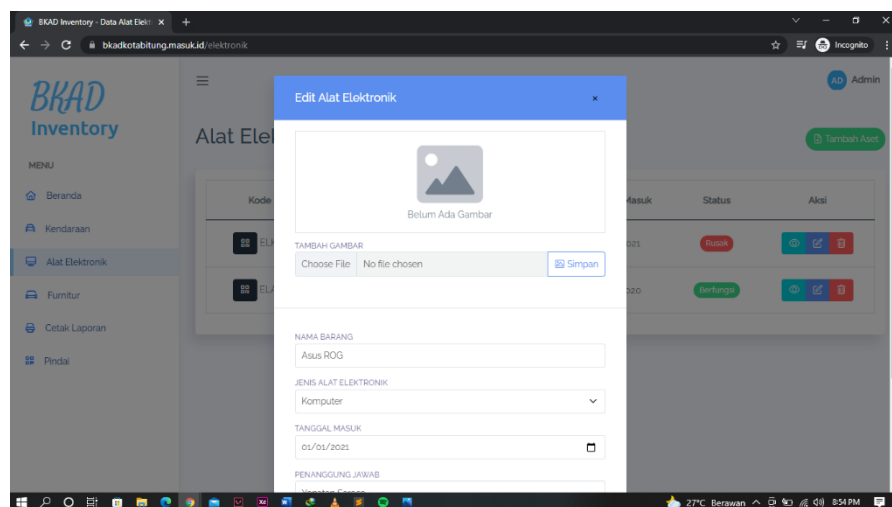 BKAD Inventory - Data Alat Elekt
bkadkotabitung.masuk.id/elektronik
Incognito
BKAD
Inventory
MENU
Beranda
Kendaraan
Alat Elektronik
Furnitur
Cetak Laporan
Pindai
AD Admin
Alat Ele
Tambah Aset
Kode
Masuk
Status
Aksi
021
Rusak
020
Berfungsi
Edit Alat Elektronik
Belum Ada Gambar
TAMBAH GAMBAR
Choose File No file chosen
Simpan
NAMA BARANG
Asus ROG
JENIS ALAT ELEKTRONIK
Komputer
TANGGAL MASUK
01/01/2021
PENANGGUNG JAWAB
27°C Berawan
8:54 PM